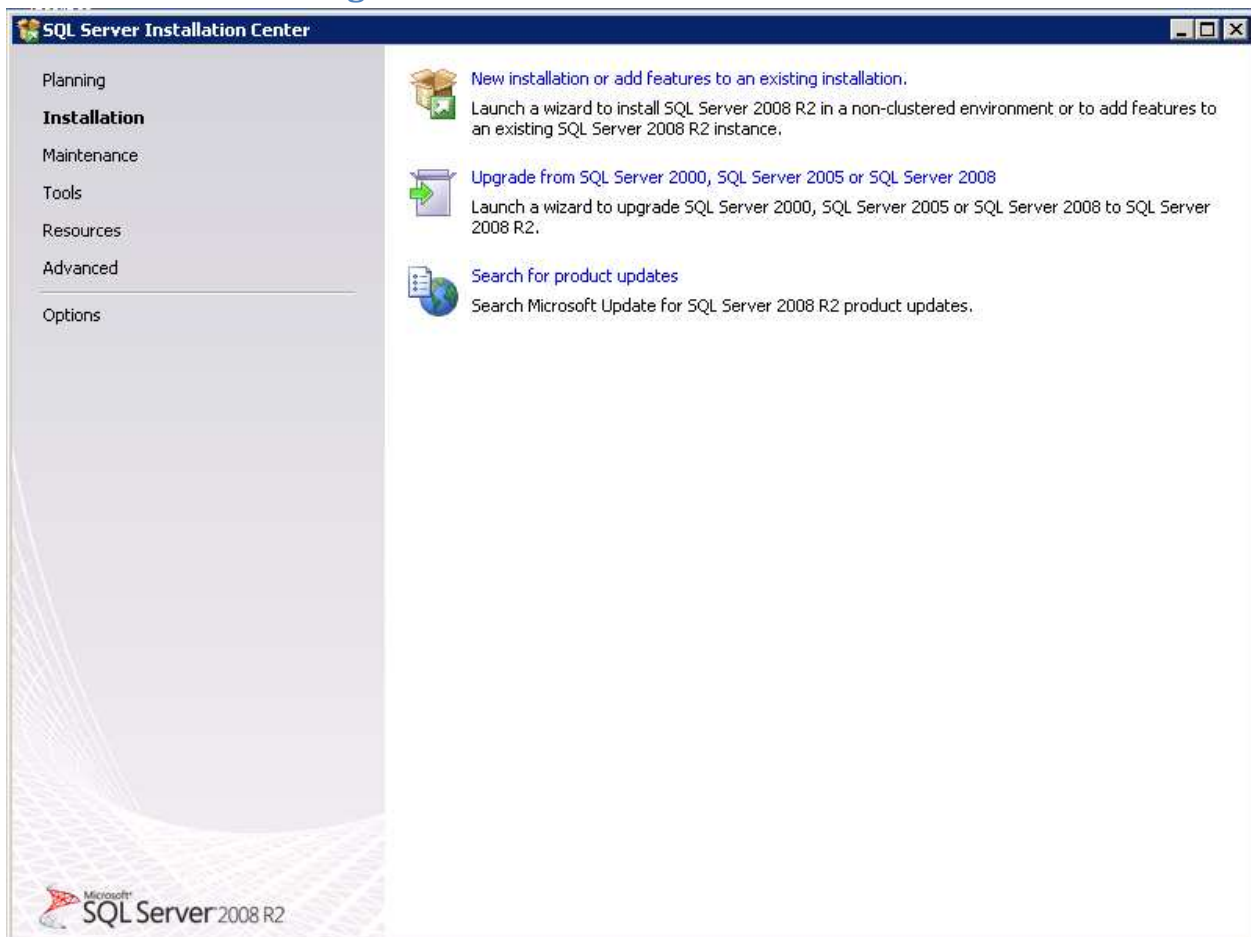 SQL Server Installation Center
Planning
Installation
Maintenance
Tools
Resources
Advanced
Options
New installation or add features to an existing installation.
Launch a wizard to install SQL Server 2008 R2 in a non-clustered environment or to add features to
an existing SQL Server 2008 R2 instance.
Upgrade from SQL Server 2000, SQL Server 2005 or SQL Server 2008
Launch a wizard to upgrade SQL Server 2000, SQL Server 2005 or SQL Server 2008 to SQL Server
2008 R2.
Search for product updates
Search Microsoft Update for SQL Server 2008 R2 product updates.
Microsoft
SQL Server 2008 R2